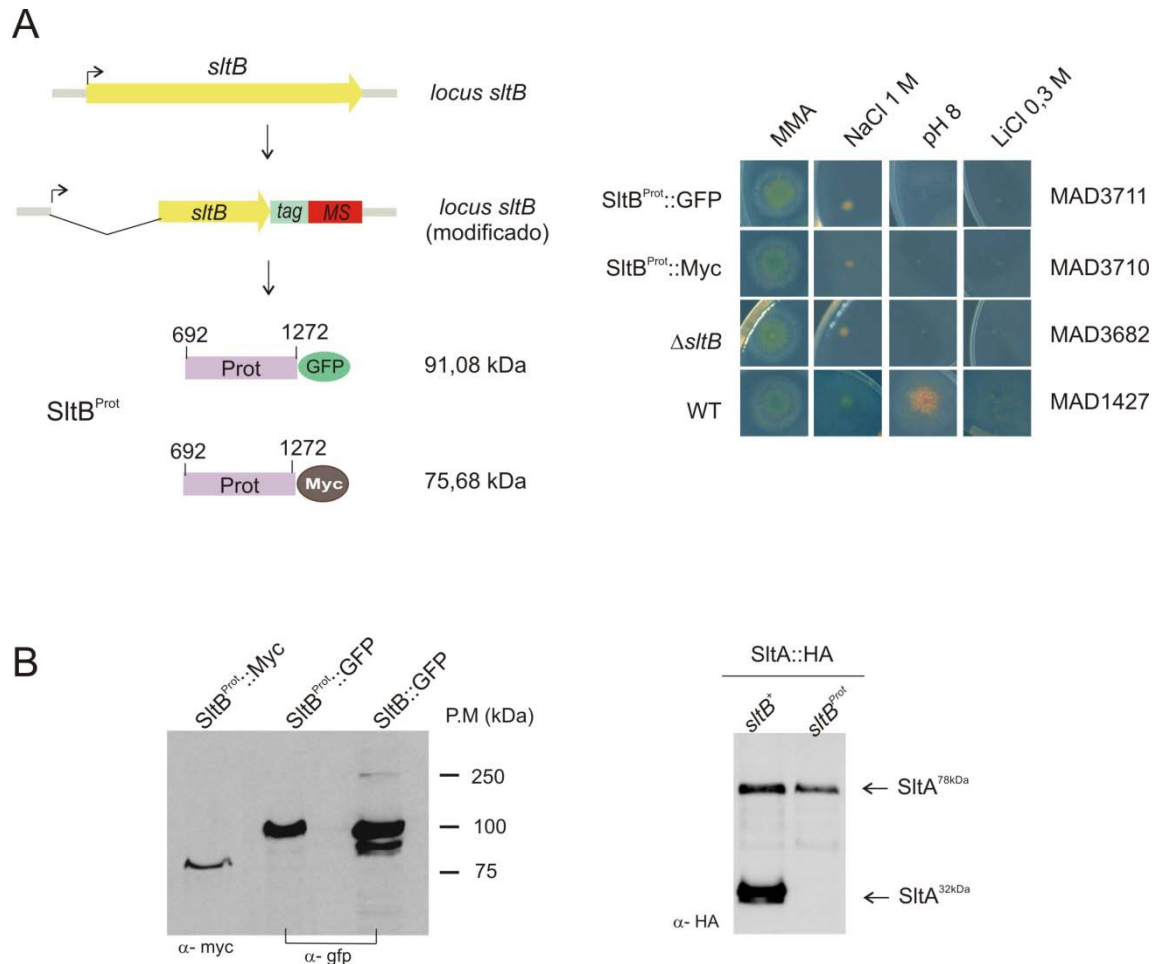 A
sltB
locus sltB
sltB tag MS
locus sltB
(modificado)
692 1272
Prot GFP
91,08 kDa
SltB^Prot
692 1272
Prot Myc
75,68 kDa
MMA NaCl 1 M pH 8 LiCl 0,3 M
SltB^Prot::GFP MAD3711
SltB^Prot::Myc MAD3710
ΔsltB MAD3682
WT MAD1427
B
SltB^Prot::Myc SltB^Prot::GFP SltB::GFP P.M (kDa)
250
100
75
α- myc α- gfp
SltA::HA
sltB^+ sltB^Prot
SltA^78kDa
SltA^32kDa
α- HA